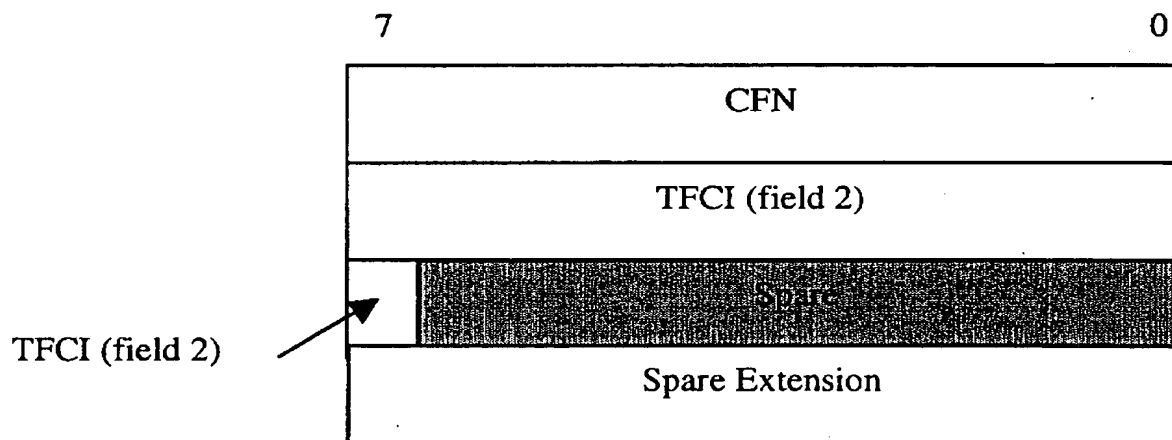 7 0
CFN
TFCI (field 2)
Spare
TFCI (field 2)
Spare Extension